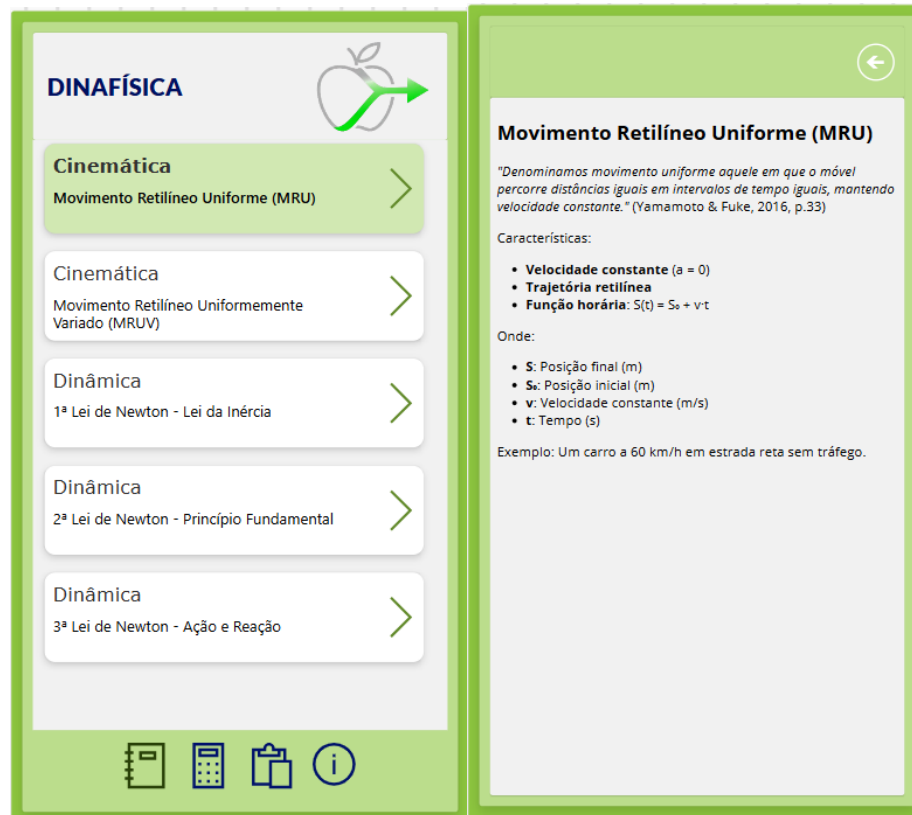 DINAFÍSICA
Cinemática
Movimento Retilíneo Uniforme (MRU)
Cinemática
Movimento Retilíneo Uniformemente
Variado (MRUV)
Dinâmica
1ª Lei de Newton - Lei da Inércia
Dinâmica
2ª Lei de Newton - Princípio Fundamental
Dinâmica
3ª Lei de Newton - Ação e Reação
Movimento Retilíneo Uniforme (MRU)
"Denominamos movimento uniforme aquele em que o móvel
percorre distâncias iguais em intervalos de tempo iguais, mantendo
velocidade constante." (Yamamoto & Fuke, 2016, p.33)
Características:
• Velocidade constante (a = 0)
• Trajetória retilínea
• Função horária: S(t) = S₀ + v·t
Onde:
• S: Posição final (m)
• S₀: Posição inicial (m)
• v: Velocidade constante (m/s)
• t: Tempo (s)
Exemplo: Um carro a 60 km/h em estrada reta sem tráfego.